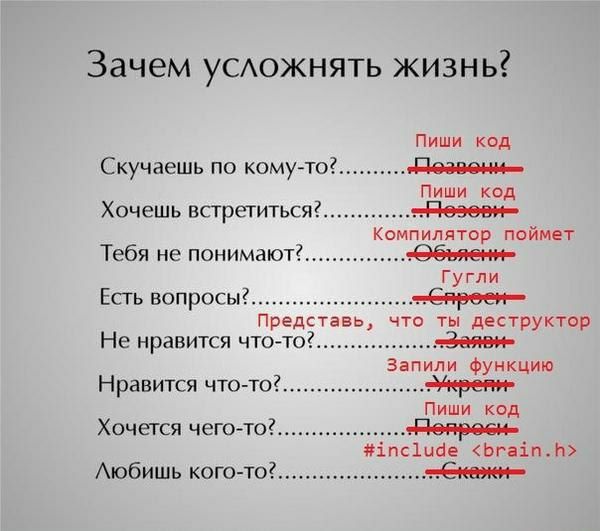 Зачем усложнять жизнь?
Пиши код
Скучаешь по кому-то?..........Позвони
Пиши код
Хочешь встретиться?..............Позови
Компилятор поймет
Тебя не понимают?...............Объясни
Гугли
Есть вопросы?.......................Спроси
Представь, что ты деструктор
Не нравится что-то?................Заяви
Запили функцию
Нравится что-то?....................Укрепи
Пиши код
Хочется чего-то?...................Попроси
#include <brain.h>
Любишь кого-то?.....................Скажи